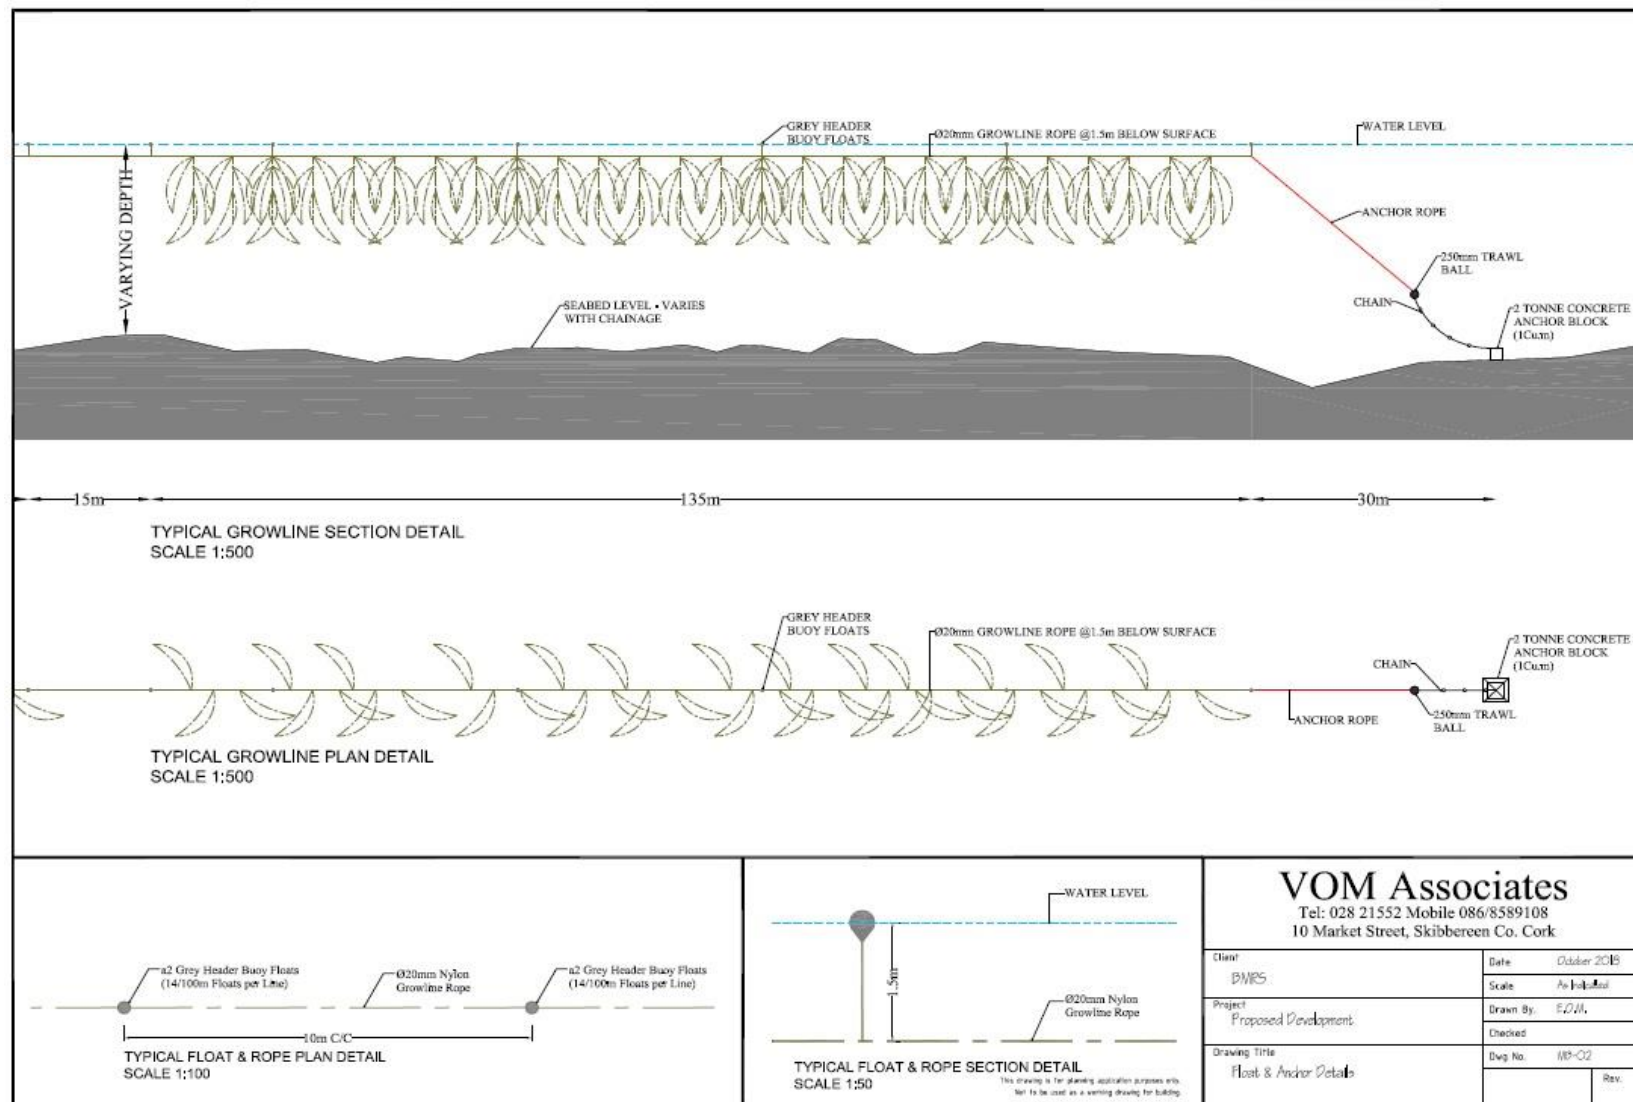 GREY HEADER
BUOY FLOATS
Ø20mm GROWLINE ROPE @1.5m BELOW SURFACE
WATER LEVEL
VARYING DEPTH
ANCHOR ROPE
250mm TRAWL
BALL
CHAIN
SEABED LEVEL - VARIES
WITH CHAINAGE
2 TONNE CONCRETE
ANCHOR BLOCK
(1Cu.m)
15m
135m
30m
TYPICAL GROWLINE SECTION DETAIL
SCALE 1:500
GREY HEADER
BUOY FLOATS
Ø20mm GROWLINE ROPE @1.5m BELOW SURFACE
2 TONNE CONCRETE
ANCHOR BLOCK
(1Cu.m)
CHAIN
ANCHOR ROPE
250mm TRAWL
BALL
TYPICAL GROWLINE PLAN DETAIL
SCALE 1:500
a2 Grey Header Buoy Floats
(14/100m Floats per Line)
Ø20mm Nylon
Growline Rope
a2 Grey Header Buoy Floats
(14/100m Floats per Line)
10m C/C
TYPICAL FLOAT & ROPE PLAN DETAIL
SCALE 1:100
WATER LEVEL
1.5m
Ø20mm Nylon
Growline Rope
TYPICAL FLOAT & ROPE SECTION DETAIL
SCALE 1:50
This drawing is for planning application purposes only.
Not to be used as a working drawing for building.
VOM Associates
Tel: 028 21552 Mobile 086/8589108
10 Market Street, Skibbereen Co. Cork
Client
BMRS
Project
Proposed Development
Drawing Title
Float & Anchor Details
Date October 2018
Scale As Indicated
Drawn By. E.O.M.
Checked
Dwg No. MB-02
Rev.